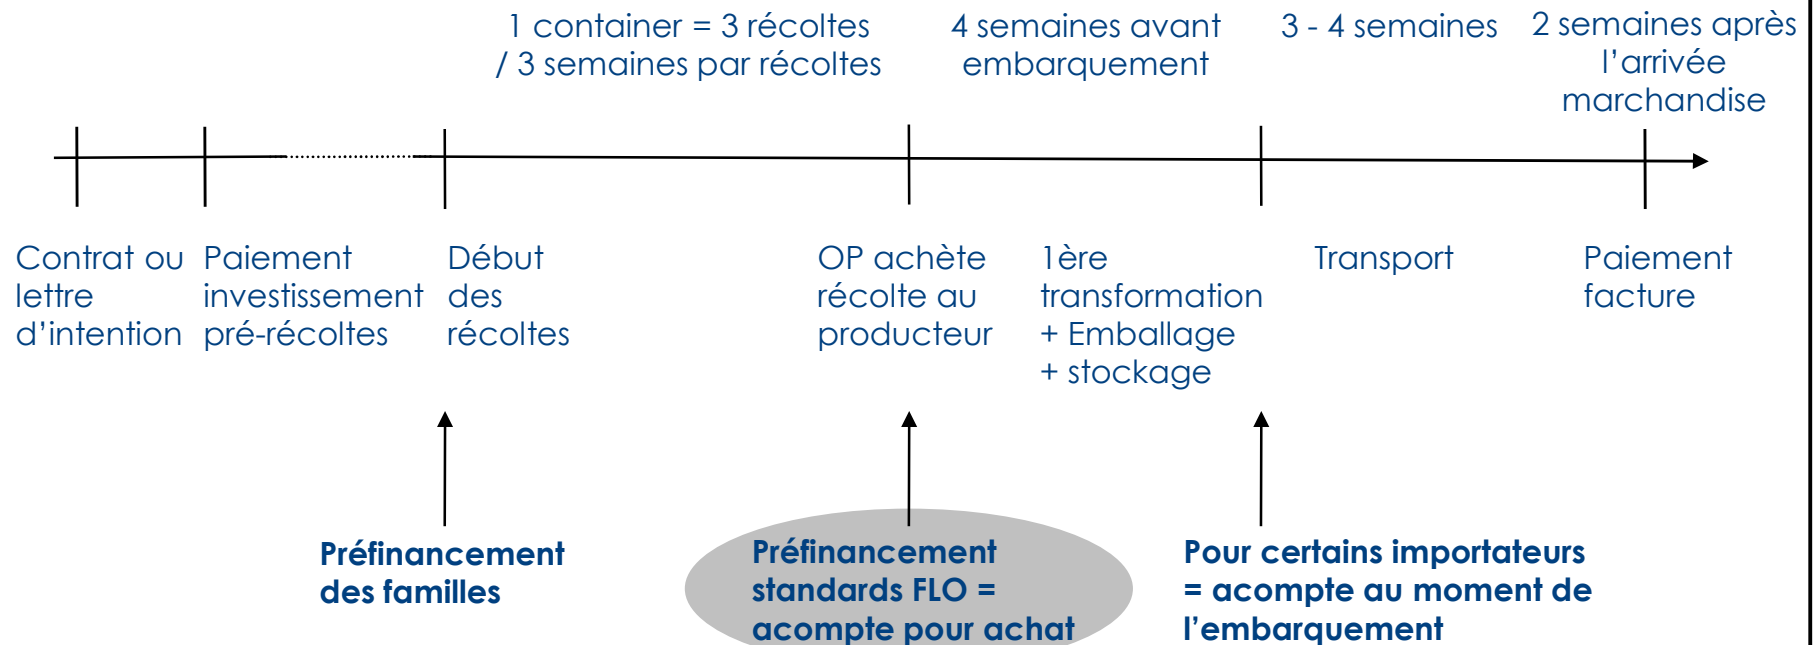 1 container = 3 récoltes
/ 3 semaines par récoltes
4 semaines avant
embarquement
3 - 4 semaines
2 semaines après
l’arrivée
marchandise
Contrat ou
lettre
d’intention
Paiement
investissement
pré-récoltes
Début
des
récoltes
OP achète
récolte au
producteur
1ère
transformation
+ Emballage
+ stockage
Transport
Paiement
facture
Préfinancement
des familles
Préfinancement
standards FLO =
acompte pour achat
Pour certains importateurs
= acompte au moment de
l’embarquement